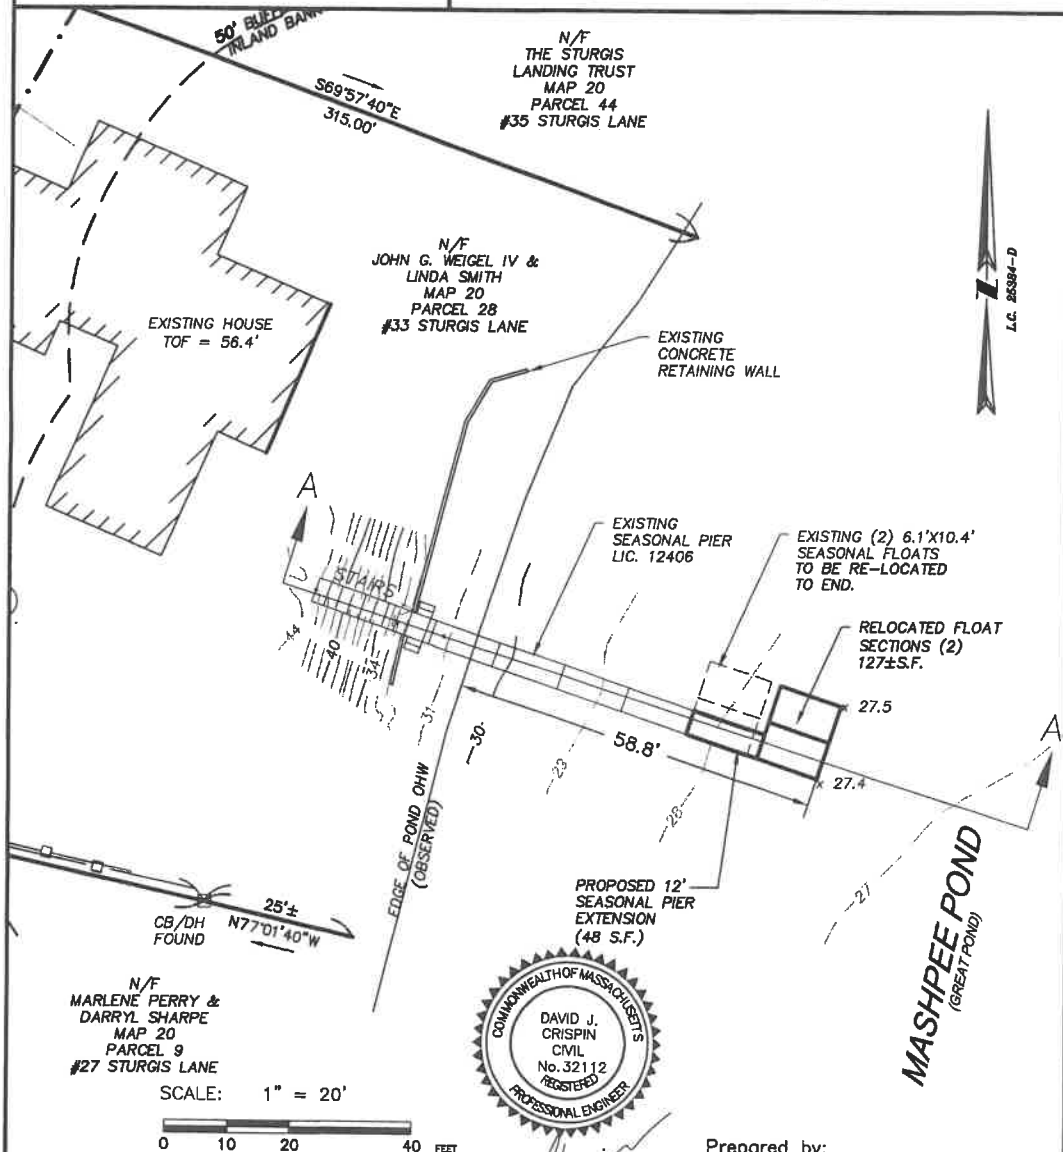 50' BUFFER
INLAND BANK
N/F
THE STURGIS
LANDING TRUST
MAP 20
PARCEL 44
#35 STURGIS LANE
S69°57'40"E
315.00'
N/F
JOHN G. WEIGEL IV &
LINDA SMITH
MAP 20
PARCEL 28
#33 STURGIS LANE
L.C. 26384-D
EXISTING HOUSE
TOF = 56.4'
EXISTING
CONCRETE
RETAINING WALL
A
EXISTING
SEASONAL PIER
LIC. 12406
EXISTING (2) 6.1'X10.4'
SEASONAL FLOATS
TO BE RE-LOCATED
TO END.
STAIRS
RELOCATED FLOAT
SECTIONS (2)
127±S.F.
44
40
34
31
30
27.5
58.8'
A
27.4
28
27
EDGE OF POND OHW
(OBSERVED)
PROPOSED 12'
SEASONAL PIER
EXTENSION
(48 S.F.)
MASHPEE POND
(GREAT POND)
CB/DH
FOUND
25'±
N77°01'40"W
N/F
MARLENE PERRY &
DARRYL SHARPE
MAP 20
PARCEL 9
#27 STURGIS LANE
COMMONWEALTH OF MASSACHUSETTS
DAVID J.
CRISPIN
CIVIL
No. 32112
REGISTERED
PROFESSIONAL ENGINEER
SCALE: 1" = 20'
0 10 20 40 FEET
Prepared by: